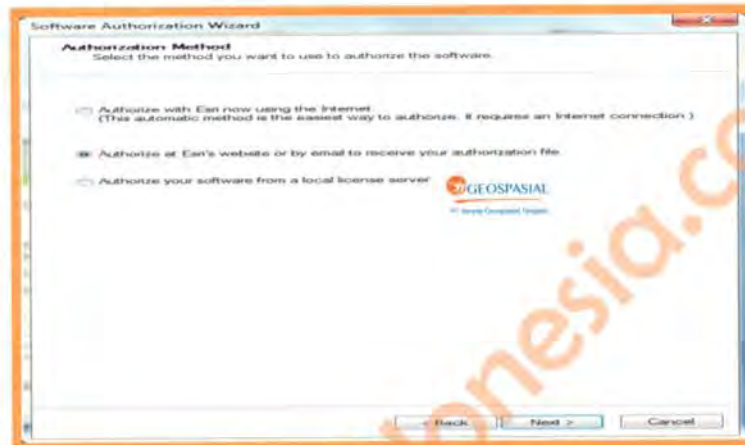 Software Authorization Wizard
Authorization Method
Select the method you want to use to authorize the software.
Authorize with Esri now using the Internet
(This automatic method is the easiest way to authorize. It requires an Internet connection.)
Authorize at Esri's website or by email to receive your authorization file.
Authorize your software from a local license server
GEOSPASIAL
onesia.co
< Back
Next >
Cancel